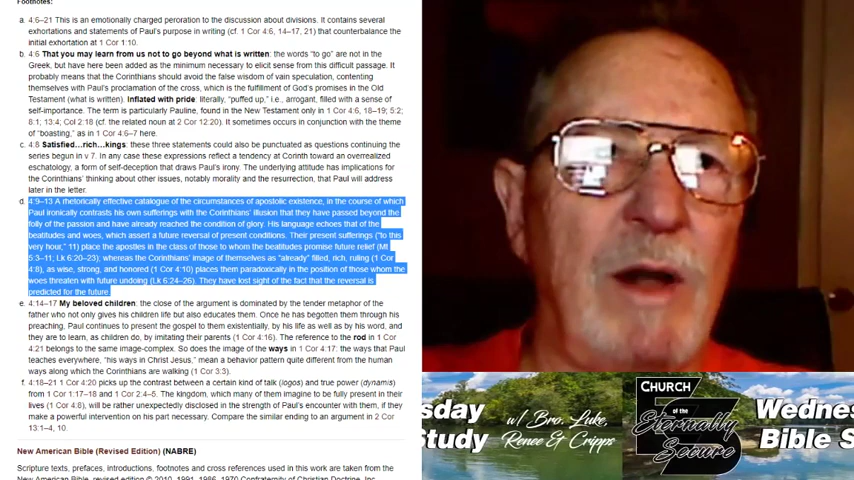 Footnotes:
a. 4:6–21 This is an emotionally charged peroration to the discussion about divisions. It contains several
exhortations and statements of Paul's purpose in writing (cf. 1 Cor 4:6, 14–17, 21) that counterbalance the
initial exhortation at 1 Cor 1:10.
b. 4:6 That you may learn from us not to go beyond what is written: the words "to go" are not in the
Greek, but have here been added as the minimum necessary to elicit sense from this difficult passage. It
probably means that the Corinthians should avoid the false wisdom of vain speculation, contenting
themselves with Paul's proclamation of the cross, which is the fulfillment of God's promises in the Old
Testament (what is written). Inflated with pride: literally, "puffed up," i.e., arrogant, filled with a sense of
self-importance. The term is particularly Pauline, found in the New Testament only in 1 Cor 4:6, 18–19; 5:2;
8:1; 13:4; Col 2:18 (cf. the related noun at 2 Cor 12:20). It sometimes occurs in conjunction with the theme
of "boasting," as in 1 Cor 4:6–7 here.
c. 4:8 Satisfied...rich...kings: these three statements could also be punctuated as questions continuing the
series begun in v 7. In any case these expressions reflect a tendency at Corinth toward an overrealized
eschatology, a form of self-deception that draws Paul's irony. The underlying attitude has implications for
the Corinthians' thinking about other issues, notably morality and the resurrection, that Paul will address
later in the letter.
d. 4:9–13 A rhetorically effective catalogue of the circumstances of apostolic existence, in the course of which
Paul ironically contrasts his own sufferings with the Corinthians' illusion that they have passed beyond the
folly of the passion and have already reached the condition of glory. His language echoes that of the
beatitudes and woes, which assert a future reversal of present conditions. Their present sufferings ("to this
very hour," 11) place the apostles in the class of those to whom the beatitudes promise future relief (Mt
5:3–11; Lk 6:20–23); whereas the Corinthians' image of themselves as "already" filled, rich, ruling (1 Cor
4:8), as wise, strong, and honored (1 Cor 4:10) places them paradoxically in the position of those whom the
woes threaten with future undoing (Lk 6:24–26). They have lost sight of the fact that the reversal is
predicted for the future.
e. 4:14–17 My beloved children: the close of the argument is dominated by the tender metaphor of the
father who not only gives his children life but also educates them. Once he has begotten them through his
preaching, Paul continues to present the gospel to them existentially, by his life as well as by his word, and
they are to learn, as children do, by imitating their parents (1 Cor 4:16). The reference to the rod in 1 Cor
4:21 belongs to the same image-complex. So does the image of the ways in 1 Cor 4:17: the ways that Paul
teaches everywhere, "his ways in Christ Jesus," mean a behavior pattern quite different from the human
ways along which the Corinthians are walking (1 Cor 3:3).
f. 4:18–21 1 Cor 4:20 picks up the contrast between a certain kind of talk (logos) and true power (dynamis)
from 1 Cor 1:17–18 and 1 Cor 2:4–5. The kingdom, which many of them imagine to be fully present in their
lives (1 Cor 4:8), will be rather unexpectedly disclosed in the strength of Paul's encounter with them, if they
make a powerful intervention on his part necessary. Compare the similar ending to an argument in 2 Cor
13:1–4, 10.
New American Bible (Revised Edition) (NABRE)
Scripture texts, prefaces, introductions, footnotes and cross references used in this work are taken from the
New American Bible, revised edition © 2010, 1991, 1986, 1970 Confraternity of Christian Doctrine, Inc.
sday
Study
w/ Bro. Luke,
Renee & Cripps
CHURCH
of the
Eternally
Secure
Wednes
Bible S